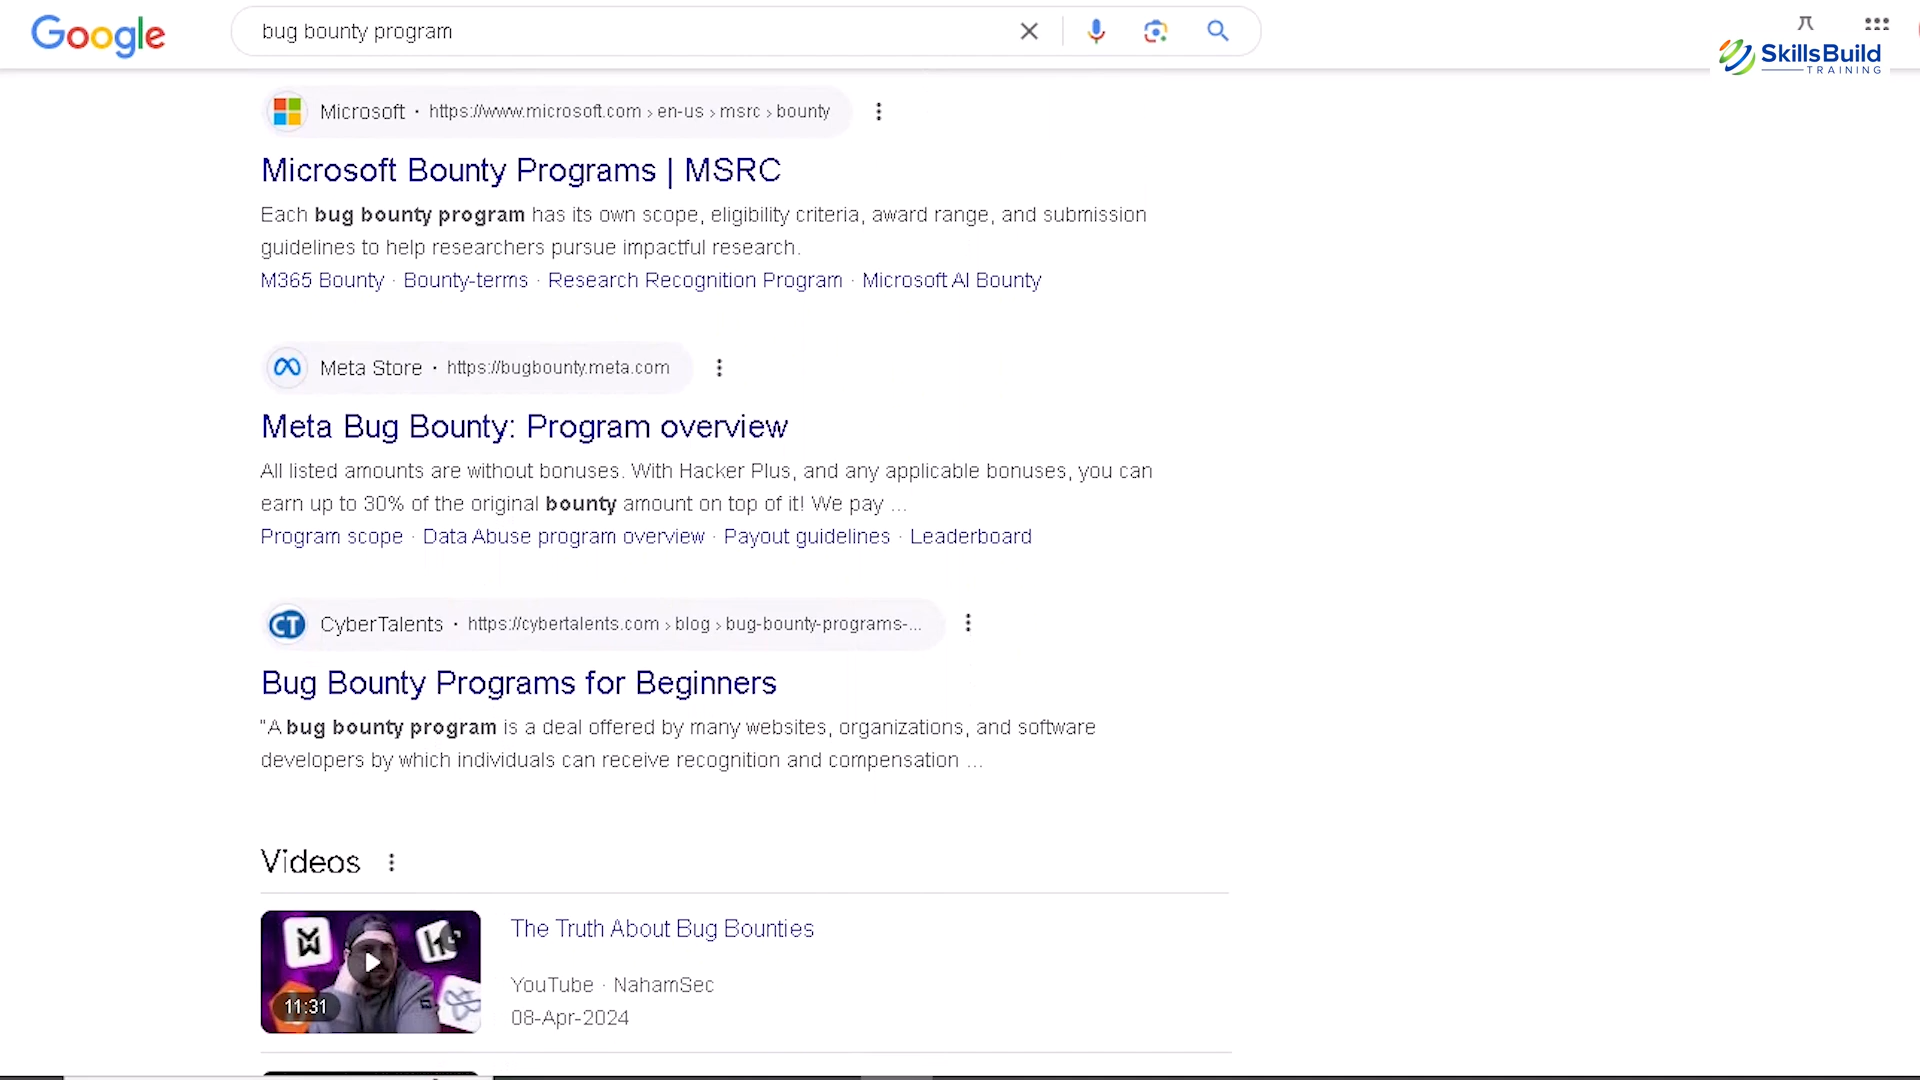 Google
bug bounty program
SkillsBuild
TRAINING
Microsoft · https://www.microsoft.com › en-us › msrc › bounty
Microsoft Bounty Programs | MSRC
Each bug bounty program has its own scope, eligibility criteria, award range, and submission
guidelines to help researchers pursue impactful research.
M365 Bounty · Bounty-terms · Research Recognition Program · Microsoft AI Bounty
Meta Store · https://bugbounty.meta.com
Meta Bug Bounty: Program overview
All listed amounts are without bonuses. With Hacker Plus, and any applicable bonuses, you can
earn up to 30% of the original bounty amount on top of it! We pay ...
Program scope · Data Abuse program overview · Payout guidelines · Leaderboard
CT CyberTalents · https://cybertalents.com › blog › bug-bounty-programs-...
Bug Bounty Programs for Beginners
"A bug bounty program is a deal offered by many websites, organizations, and software
developers by which individuals can receive recognition and compensation ...
Videos
The Truth About Bug Bounties
YouTube · NahamSec
11:31
08-Apr-2024